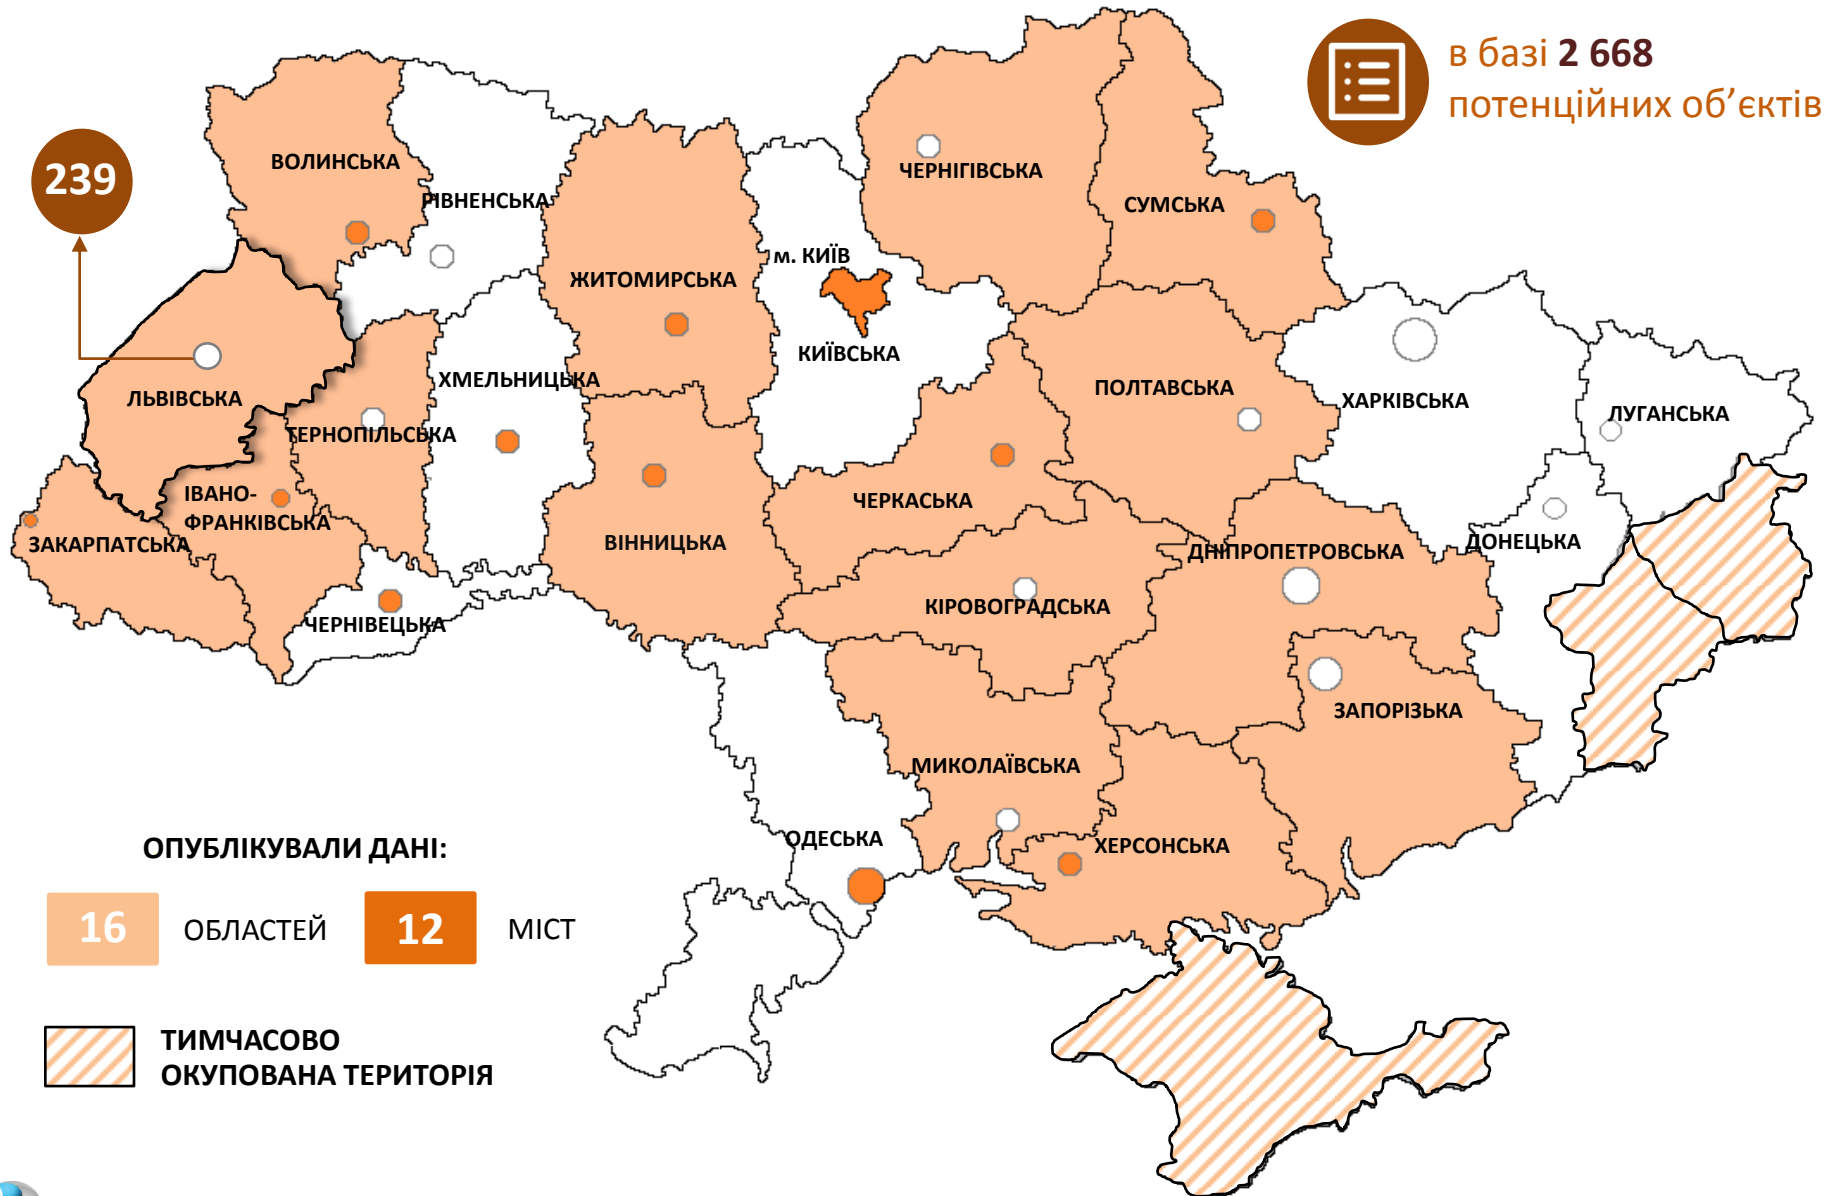 в базі 2 668
потенційних об’єктів
239
ВОЛИНСЬКА
РІВНЕНСЬКА
ЖИТОМИРСЬКА
м. КИЇВ
КИЇВСЬКА
ЧЕРНІГІВСЬКА
СУМСЬКА
ЛЬВІВСЬКА
ТЕРНОПІЛЬСЬКА
ХМЕЛЬНИЦЬКА
ПОЛТАВСЬКА
ХАРКІВСЬКА
ЛУГАНСЬКА
ІВАНО-
ФРАНКІВСЬКА
ЗАКАРПАТСЬКА
ВІННИЦЬКА
ЧЕРКАСЬКА
ДНІПРОПЕТРОВСЬКА
ДОНЕЦЬКА
ЧЕРНІВЕЦЬКА
КІРОВОГРАДСЬКА
ЗАПОРІЗЬКА
МИКОЛАЇВСЬКА
ОДЕСЬКА
ХЕРСОНСЬКА
ОПУБЛІКУВАЛИ ДАНІ:
16 ОБЛАСТЕЙ 12 МІСТ
ТИМЧАСОВО
ОКУПОВАНА ТЕРИТОРІЯ